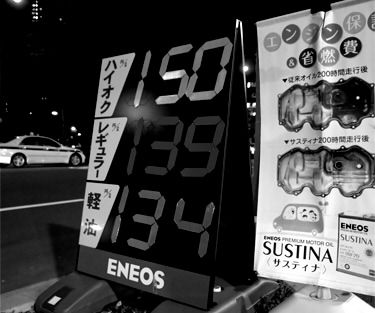 ハイオク
150
レギュラー
139
軽油
134
ENEOS
エンジン保
& 省燃費
▼従来オイル200時間走行後
▼サスティナ200時間走行後
ENEOS PREMIUM MOTOR OIL
SUSTINA
〈サスティナ〉
ENEOS
SUSTINA